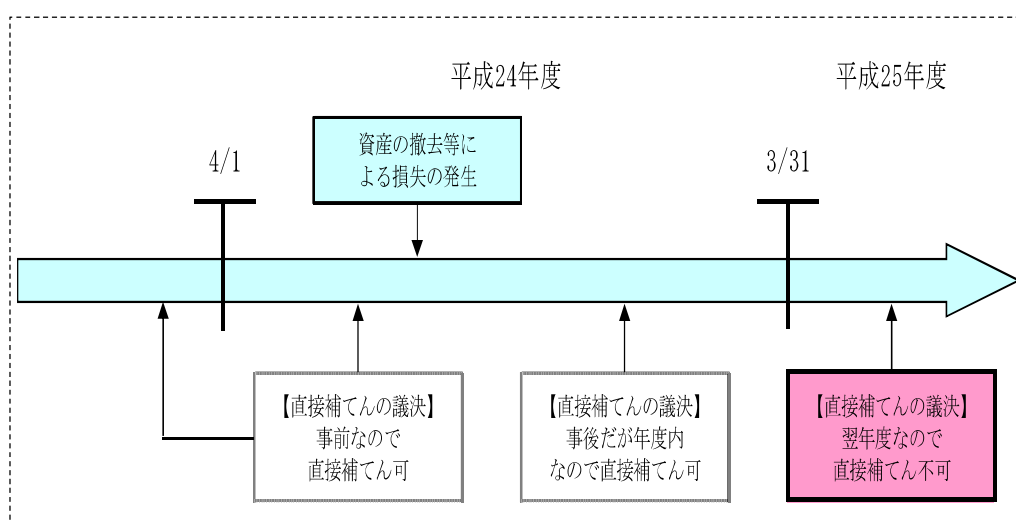 平成24年度
平成25年度
資産の撤去等に
よる損失の発生
4/1
3/31
【直接補てんの議決】
事前なので
直接補てん可
【直接補てんの議決】
事後だが年度内
なので直接補てん可
【直接補てんの議決】
翌年度なので
直接補てん不可